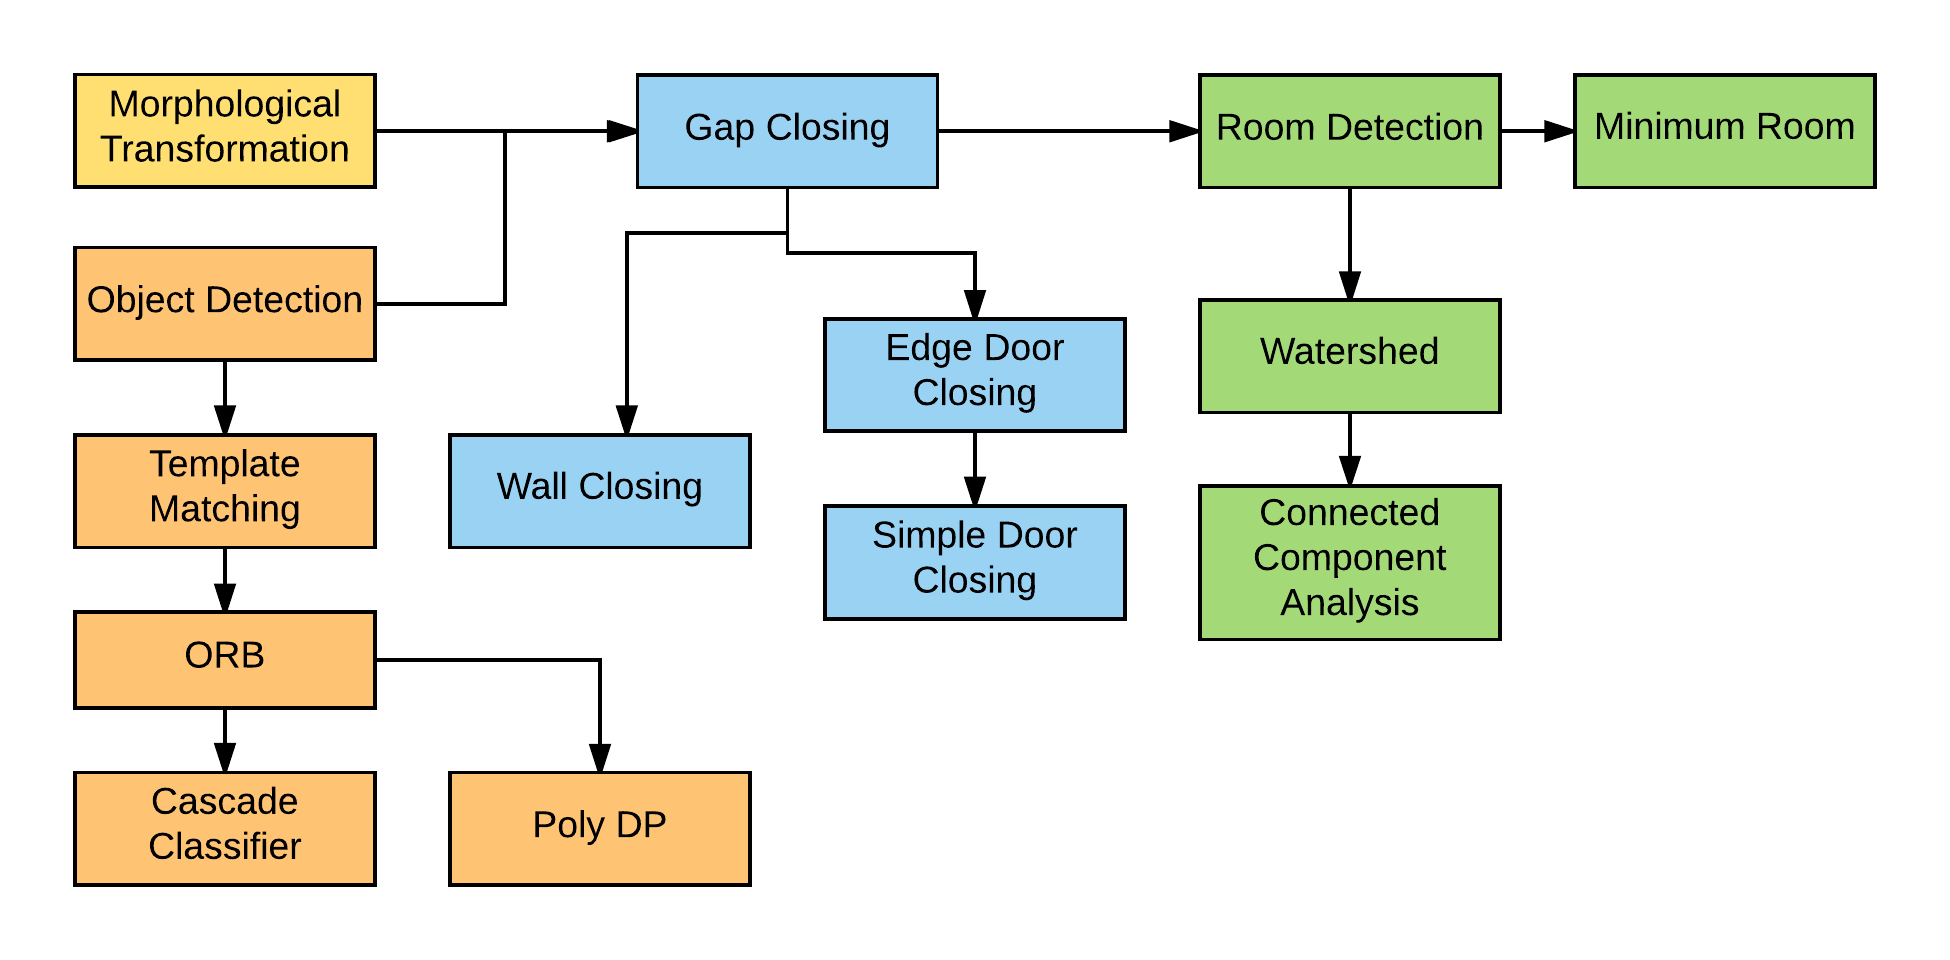 Morphological
Transformation
Gap Closing
Room Detection
Minimum Room
Object Detection
Edge Door
Closing
Watershed
Template
Matching
Wall Closing
Simple Door
Closing
Connected
Component
Analysis
ORB
Cascade
Classifier
Poly DP